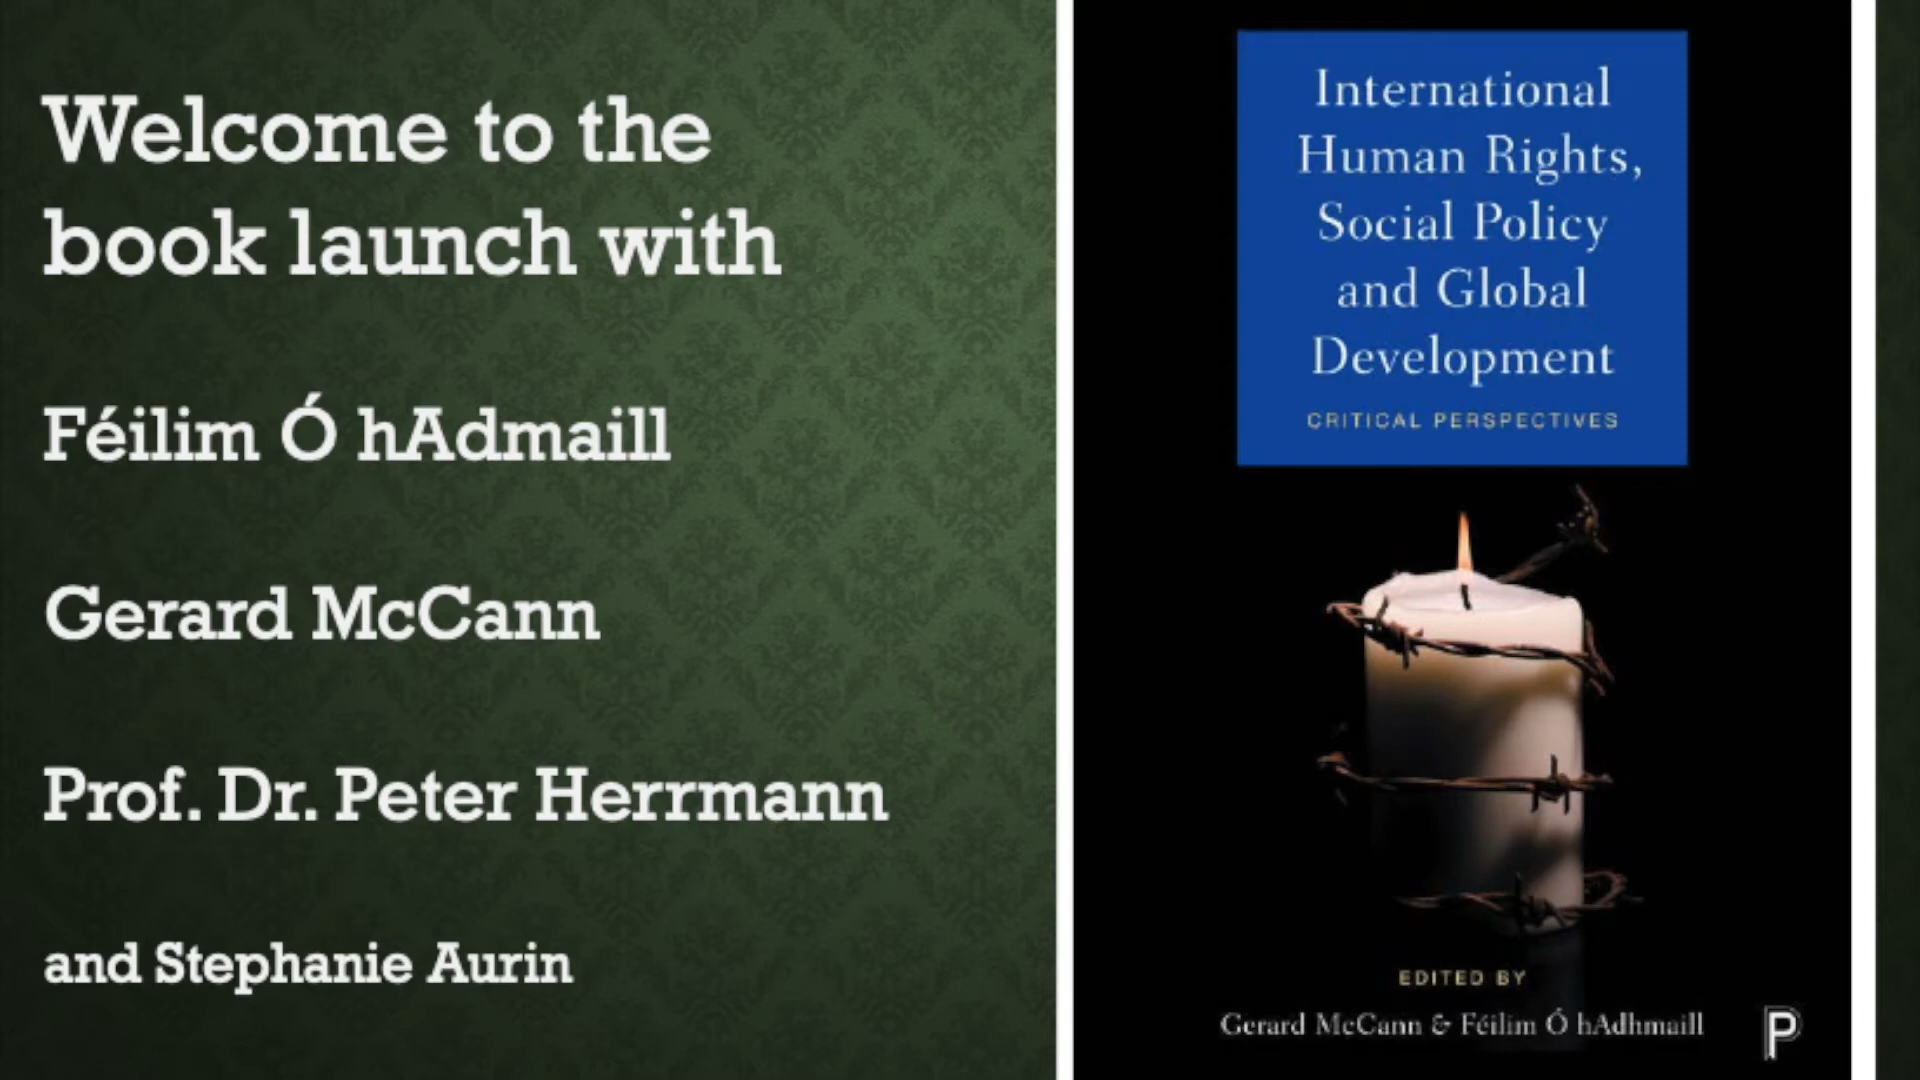 Welcome to the
book launch with
Féilim Ó hAdmaill
Gerard McCann
Prof. Dr. Peter Herrmann
and Stephanie Aurin
International
Human Rights,
Social Policy
and Global
Development
CRITICAL PERSPECTIVES
EDITED BY
Gerard McCann & Féilim Ó hAdhmaill
P